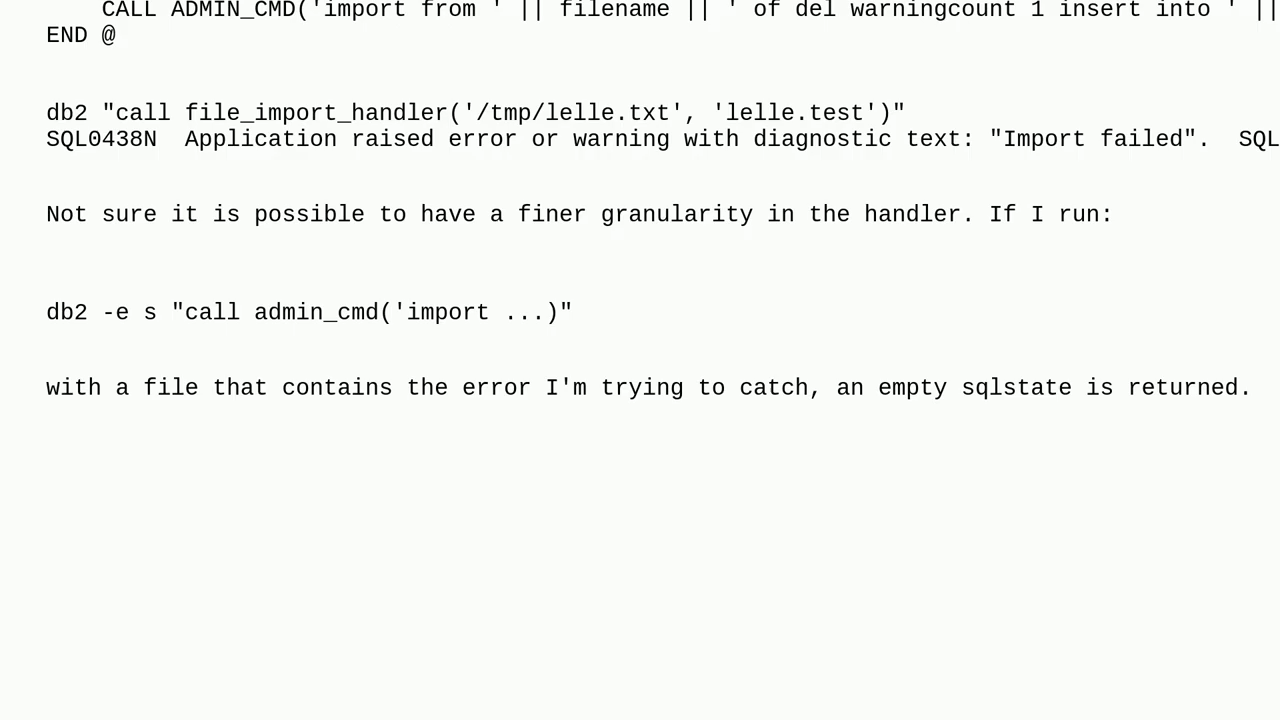 CALL ADMIN_CMD('import from ' || filename || ' of del warningcount 1 insert into ' ||
END @
db2 "call file_import_handler('/tmp/lelle.txt', 'lelle.test')"
SQL0438N  Application raised error or warning with diagnostic text: "Import failed".  SQL
Not sure it is possible to have a finer granularity in the handler. If I run:
db2 -e s "call admin_cmd('import ...)"
with a file that contains the error I'm trying to catch, an empty sqlstate is returned.